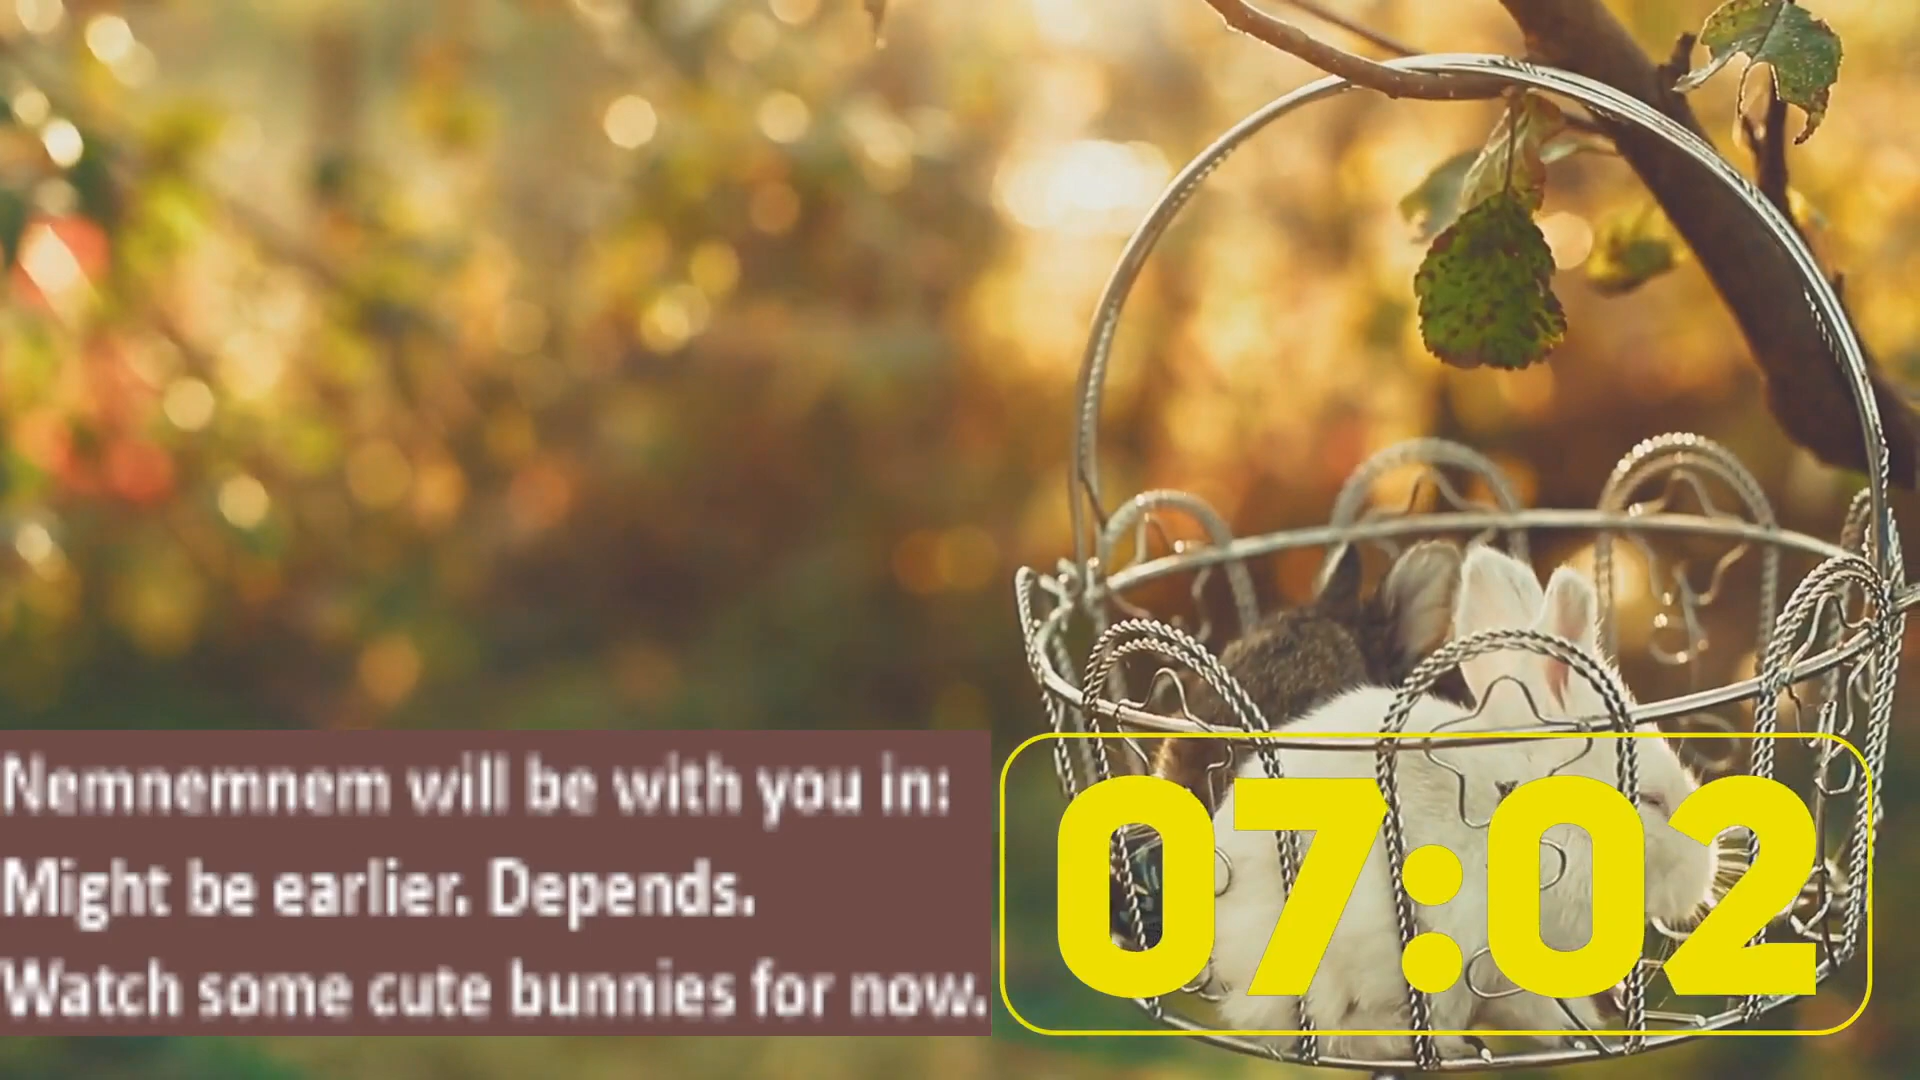 Nemnemnem will be with you in:
07:02
Might be earlier. Depends.
Watch some cute bunnies for now.